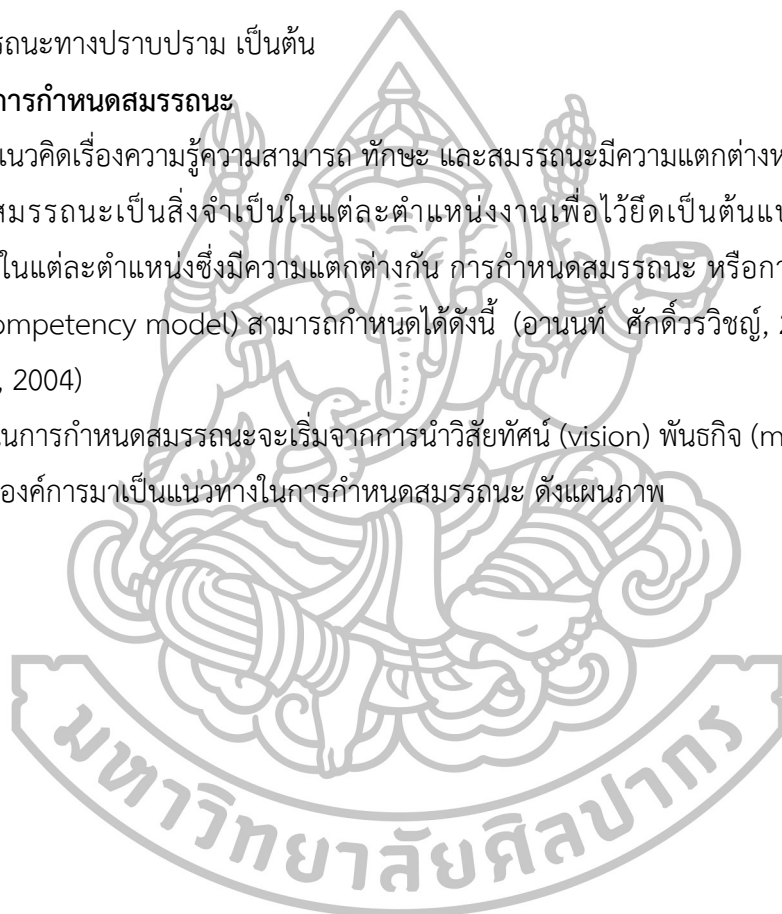 รถนะทางปราบปราม เป็นต้น
การกำหนดสมรรถนะ
แนวคิดเรื่องความรู้ความสามารถ ทักษะ และสมรรถนะมีความแตกต่าง
สมรรถนะเป็นสิ่งจำเป็นในแต่ละตำแหน่งงานเพื่อไว้ยึดเป็นต้นแบ
ในแต่ละตำแหน่งซึ่งมีความแตกต่างกัน การกำหนดสมรรถนะ หรือกา
ompetency model) สามารถกำหนดได้ดังนี้ (อานนท์ ศักดิ์วรวิชญ์,
, 2004)
นการกำหนดสมรรถนะจะเริ่มจากการนำวิสัยทัศน์ (vision) พันธกิจ (m
องค์การมาเป็นแนวทางในการกำหนดสมรรถนะ ดังแผนภาพ
มหาวิทยาลัยศิลปากร